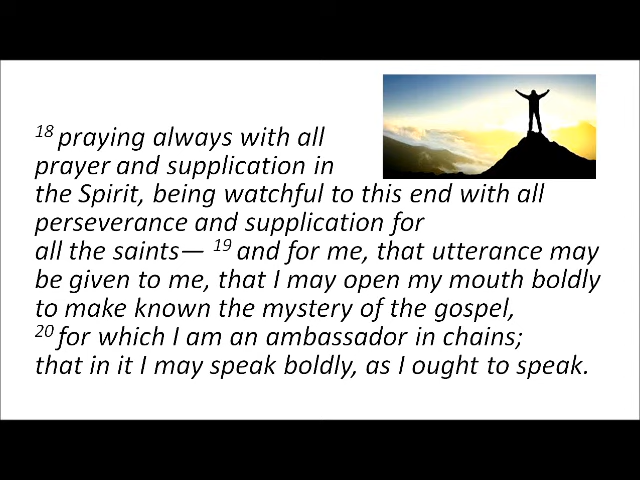 18 praying always with all
prayer and supplication in
the Spirit, being watchful to this end with all
perseverance and supplication for
all the saints— 19 and for me, that utterance may
be given to me, that I may open my mouth boldly
to make known the mystery of the gospel,
20 for which I am an ambassador in chains;
that in it I may speak boldly, as I ought to speak.